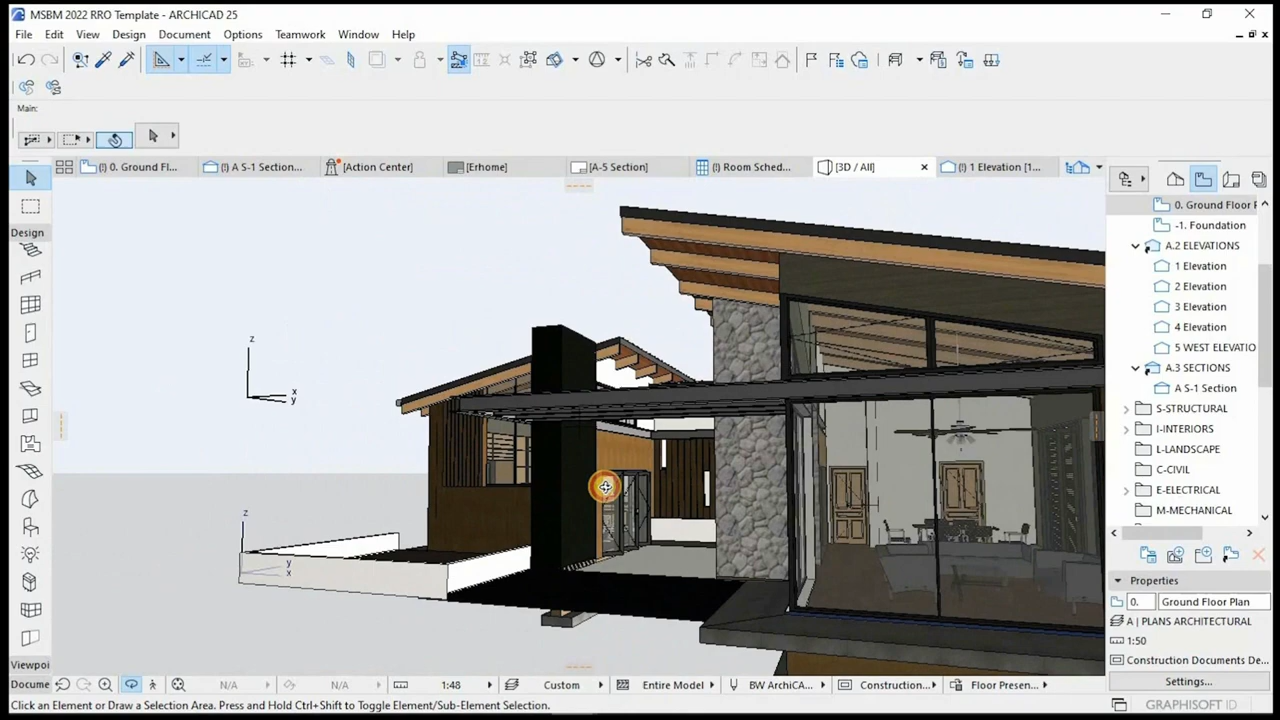 MSBM 2022 RRO Template - ARCHICAD 25
File Edit View Design Document Options Teamwork Window Help
Main:
(!) 0. Ground Fl... (!) A S-1 Section... [Action Center] [Erhome] [A-5 Section] (!) Room Sched... [3D / All] (!) 1 Elevation [1...
Design
Viewpoi
Docume
z
x
y
z
y
x
0. Ground Floor P
-1. Foundation
A.2 ELEVATIONS
1 Elevation
2 Elevation
3 Elevation
4 Elevation
5 WEST ELEVATIO
A.3 SECTIONS
A S-1 Section
S-STRUCTURAL
I-INTERIORS
L-LANDSCAPE
C-CIVIL
E-ELECTRICAL
M-MECHANICAL
Properties
0. Ground Floor Plan
A | PLANS ARCHITECTURAL
1:50
Construction Documents De...
Settings...
N/A N/A 1:48 Custom Entire Model BW ArchiCA... Construction... Floor Presen...
Click an Element or Draw a Selection Area. Press and Hold Ctrl+Shift to Toggle Element/Sub-Element Selection.
GRAPHISOFT ID